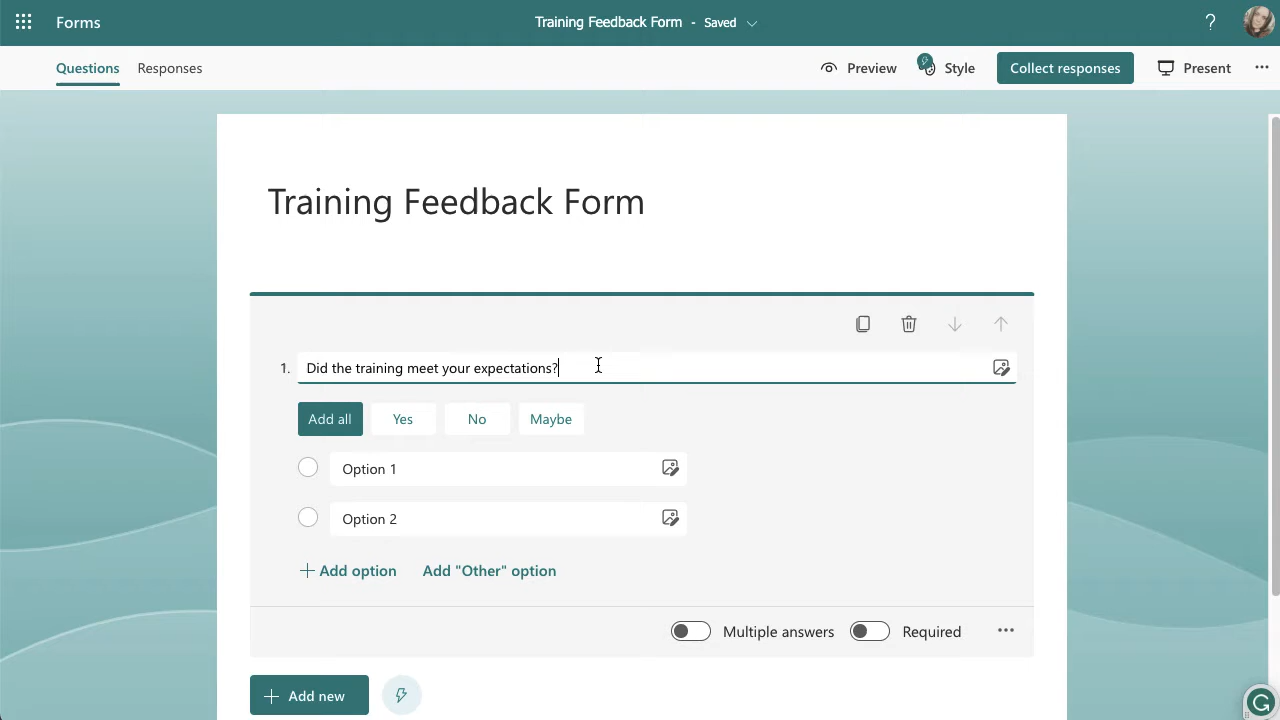 Forms
Training Feedback Form - Saved
?
Questions Responses
Preview Style Collect responses Present
Training Feedback Form
1. Did the training meet your expectations?
Add all Yes No Maybe
Option 1
Option 2
+ Add option Add "Other" option
Multiple answers Required
+ Add new
G